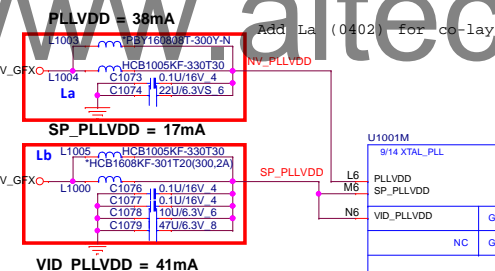 www.aitec
PLLVDD = 38mA
Add La (0402) for co-lay
L1003 *PBY160808T-300Y-N
V_GFX
L1004 HCB1005KF-330T30
NV_PLLVDD
La
C1073 0.1U/16V_4
C1074 22U/6.3VS_6
SP_PLLVDD = 17mA
U1001M
9/14 XTAL_PLL
Lb
L1005 HCB1005KF-330T30
*HCB1608KF-301T20(300,2A)
V_GFX
L1000
SP_PLLVDD
C1076 0.1U/16V_4
C1077 0.1U/16V_4
C1078 10U/6.3V_6
C1079 47U/6.3V_8
L6 PLLVDD
M6 SP_PLLVDD
N6 VID_PLLVDD
G
NC G
VID_PLLVDD = 41mA